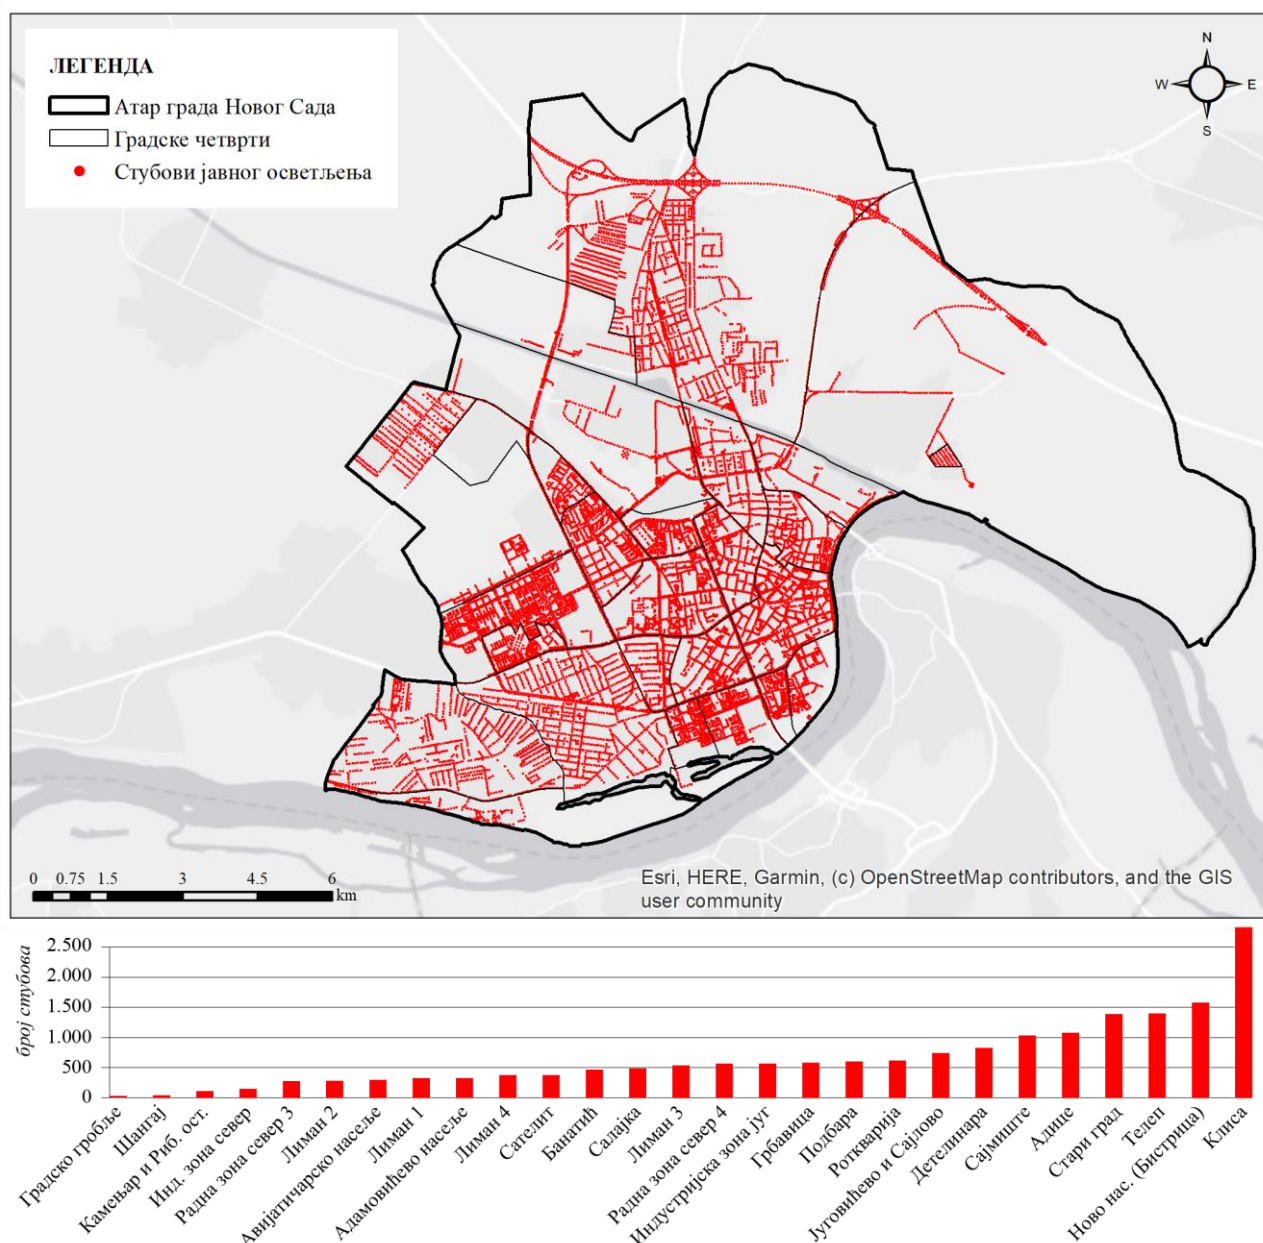 ЛЕГЕНДА
Атар града Новог Сада
Градске четврти
Стубови јавног осветљења
N
W
E
S
0 0.75 1.5 3 4.5 6
km
Esri, HERE, Garmin, (c) OpenStreetMap contributors, and the GIS
user community
број стубова
2.500
2.000
1.500
1.000
500
0
Градско гробље
Шангај
Камењар и Риб. ост.
Инд. зона север
Радна зона север 3
Лиман 2
Авијатичарско насеље
Лиман 1
Адамовићево насеље
Лиман 4
Сателит
Банатић
Салајка
Лиман 3
Радна зона север 4
Индустријска зона југ
Грбавица
Подбара
Роткварија
Југовићево и Сајлово
Детелинара
Сајмиште
Адице
Стари град
Телеп
Ново нас. (Бистрица)
Клиса